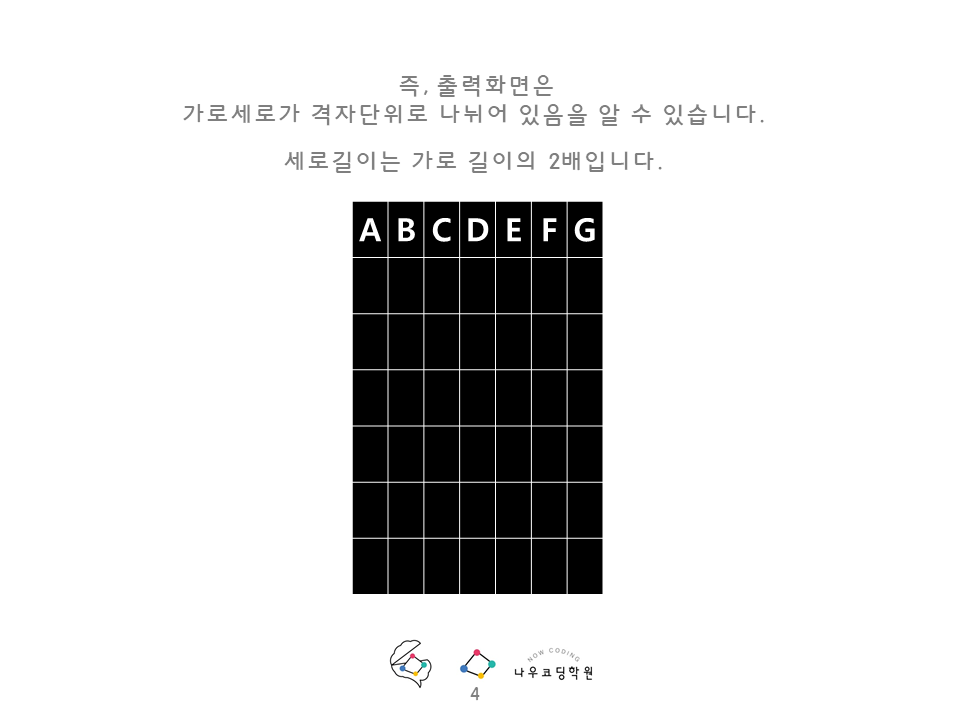 즉, 출력화면은
가로세로가 격자단위로 나뉘어 있음을 알 수 있습니다.
세로길이는 가로 길이의 2배입니다.
A B C D E F G
NOW CODING
나우코딩학원
4